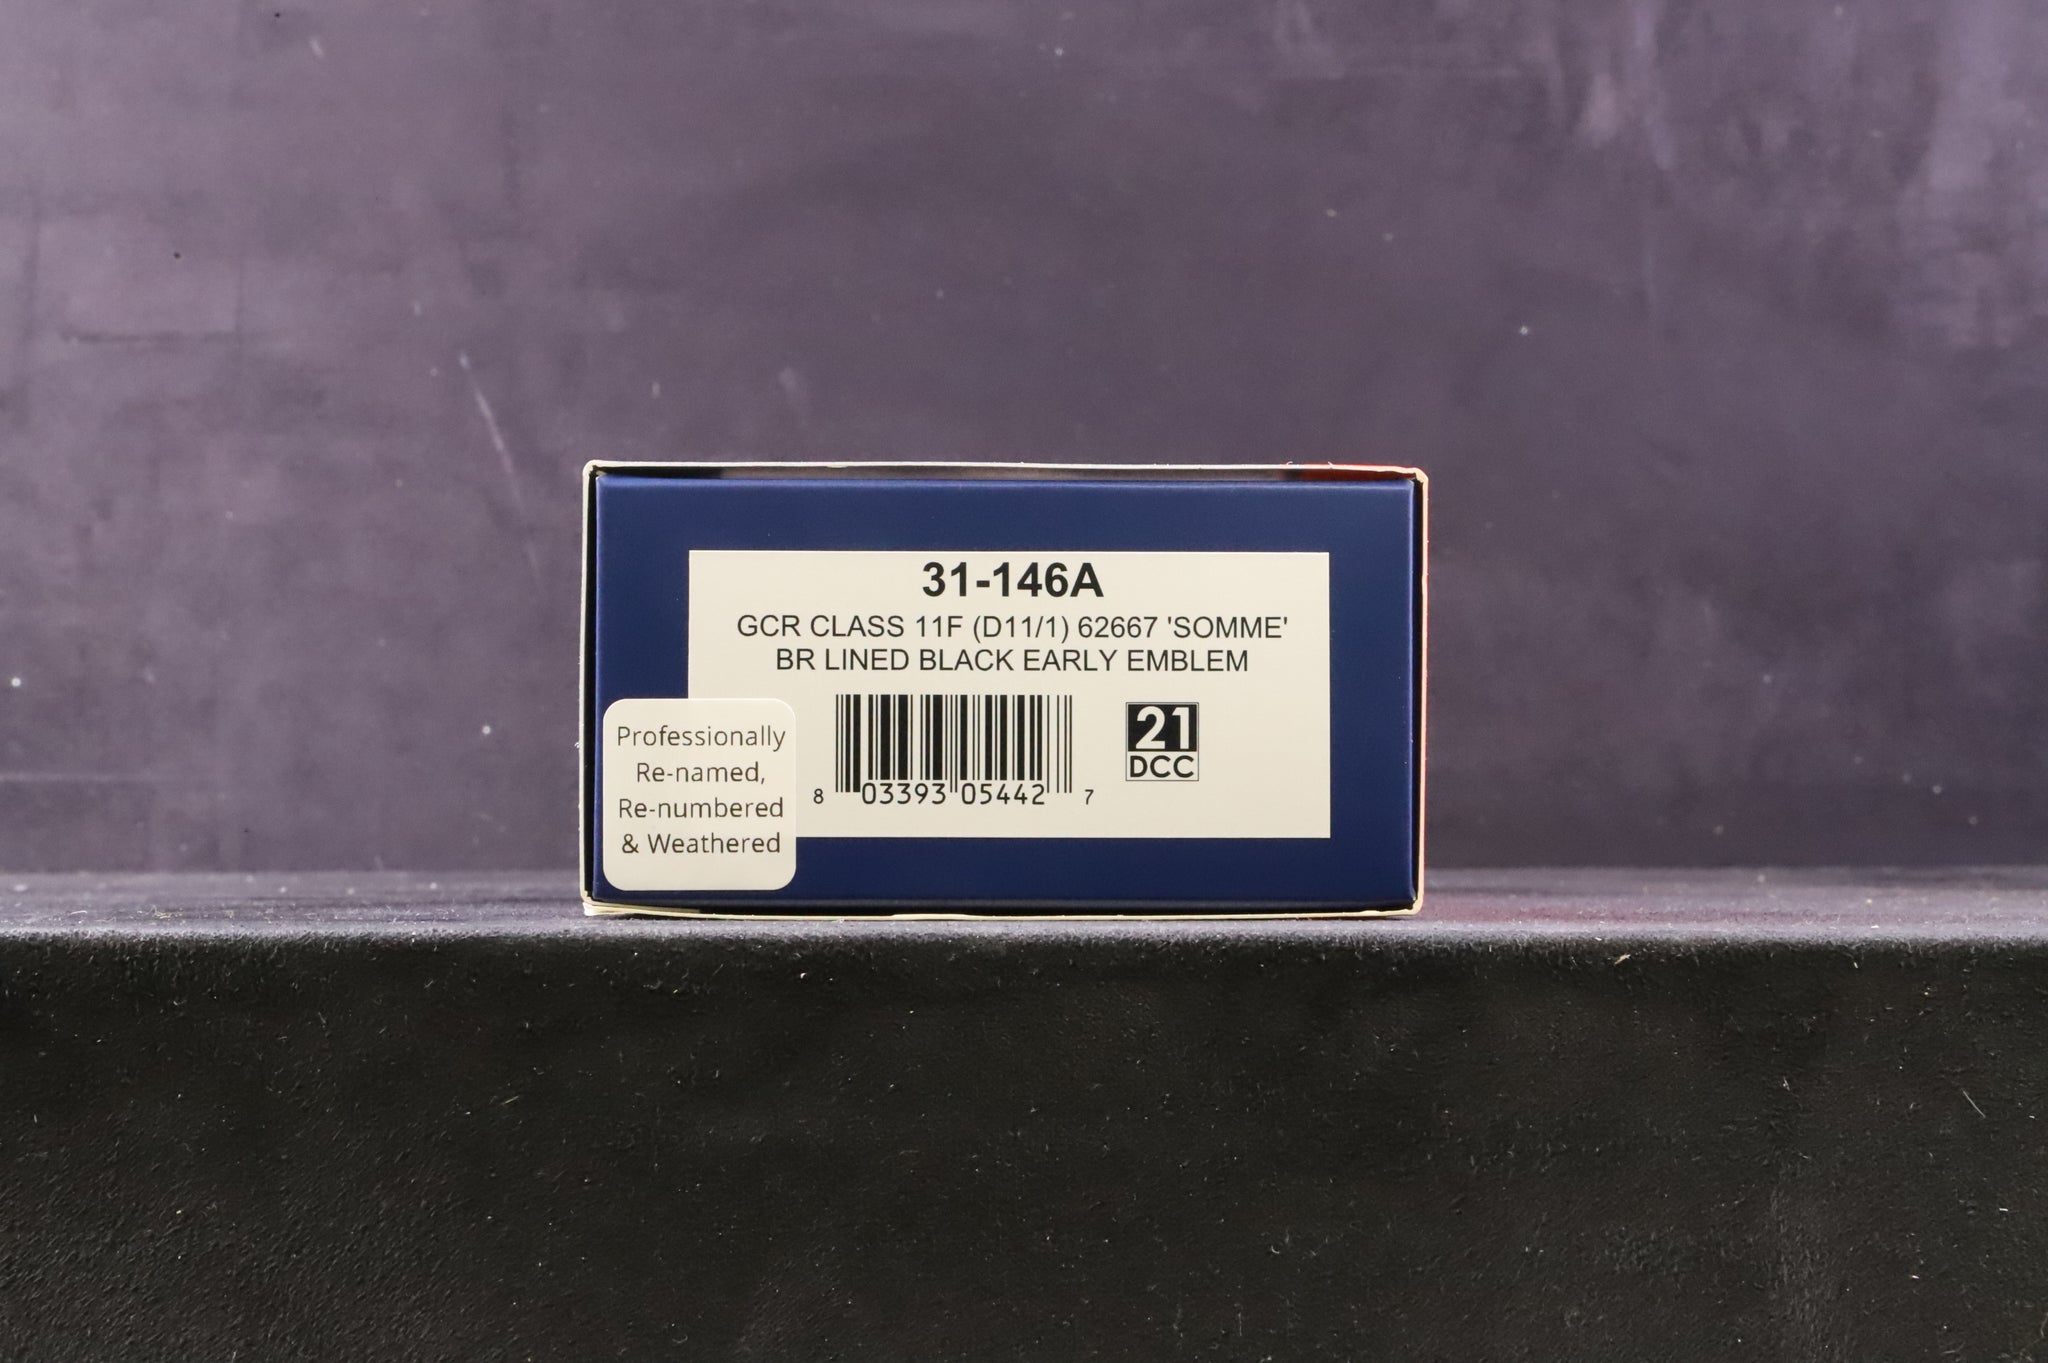 31-146A
GCR CLASS 11F (D11/1) 62667 'SOMME'
BR LINED BLACK EARLY EMBLEM
21
DCC
8 03393 05442 7
Professionally
Re-named,
Re-numbered
& Weathered